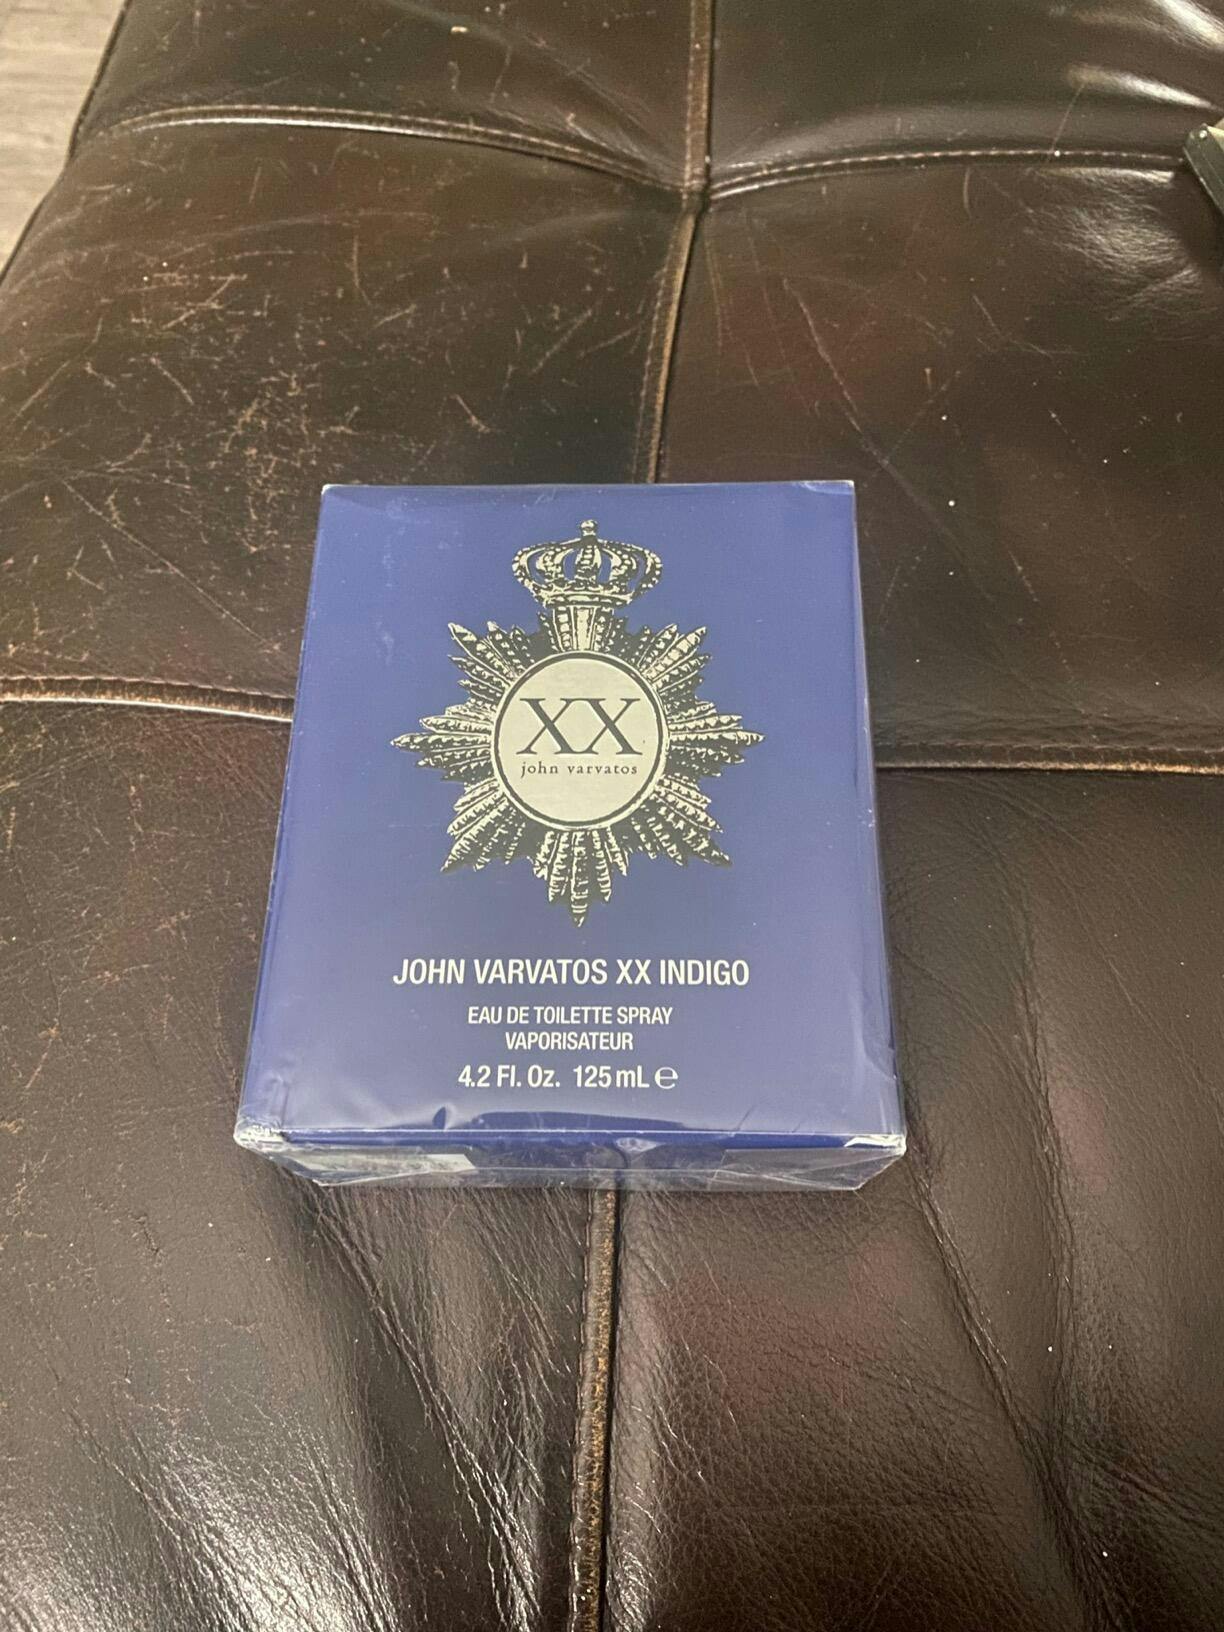 XX
john varvatos
JOHN VARVATOS XX INDIGO
EAU DE TOILETTE SPRAY
VAPORISATEUR
4.2 Fl. Oz. 125 mL ℮